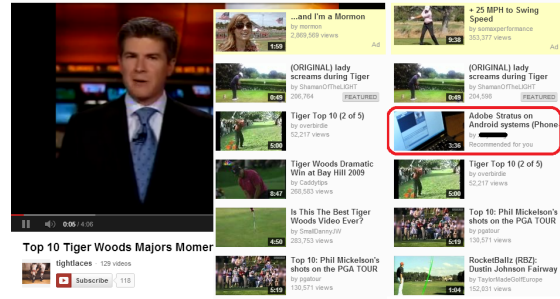 0:05 / 4:06
Top 10 Tiger Woods Majors Momer
tightlaces · 129 videos
Subscribe 118
...and I'm a Mormon
by mormon
2,669,569 views
Ad
1:59
(ORIGINAL) lady
screams during Tiger
by ShamanOfTheLIGHT
206,764
FEATURED
0:49
Tiger Top 10 (2 of 5)
by overbirdie
52,217 views
5:00
Tiger Woods Dramatic
Win at Bay Hill 2009
by Caddytips
268,583 views
8:47
Is This The Best Tiger
Woods Video Ever?
by SmallDannyJW
283,753 views
4:50
Top 10: Phil Mickelson's
shots on the PGA TOUR
by pgatour
130,571 views
5:19
+ 25 MPH to Swing
Speed
by somaxperformance
353,377 views
Ad
9:38
(ORIGINAL) lady
screams during Tiger
by ShamanOfTheLIGHT
204,598
FEATURED
0:49
Adobe Stratus on
Android systems (Phone
by
Recommended for you
3:36
Tiger Top 10 (2 of 5)
by overbirdie
52,217 views
5:00
Top 10: Phil Mickelson's
shots on the PGA TOUR
by pgatour
130,571 views
5:19
RocketBallz (RBZ):
Dustin Johnson Fairway
by TaylorMadeGolfEurope
152,031 views
1:04